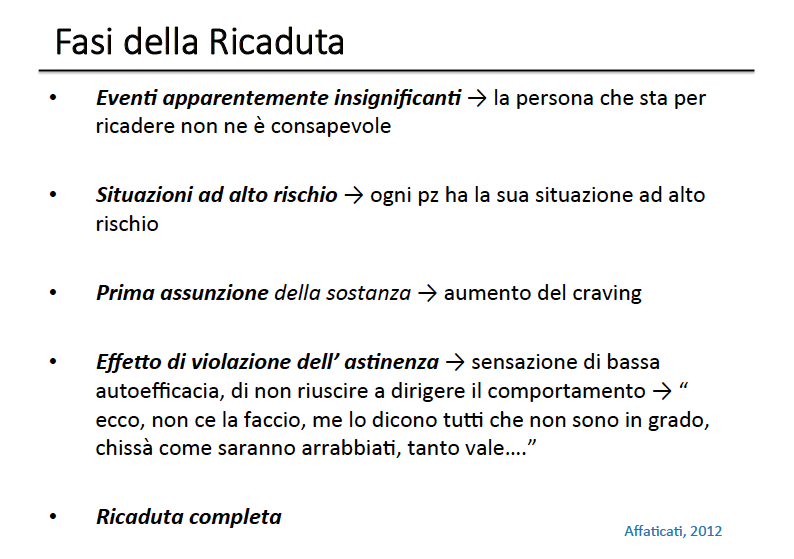 Fasi della Ricaduta
• Eventi apparentemente insignificanti → la persona che sta per
ricadere non ne è consapevole
• Situazioni ad alto rischio → ogni pz ha la sua situazione ad alto
rischio
• Prima assunzione della sostanza → aumento del craving
• Effetto di violazione dell’ astinenza → sensazione di bassa
autoefficacia, di non riuscire a dirigere il comportamento → “
ecco, non ce la faccio, me lo dicono tutti che non sono in grado,
chissà come saranno arrabbiati, tanto vale….”
• Ricaduta completa
Affaticati, 2012